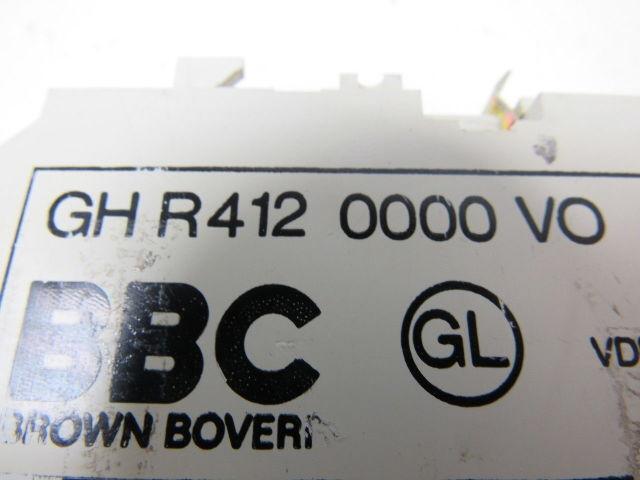 GH R412 0000 VO
BBC
GL
BROWN BOVERI